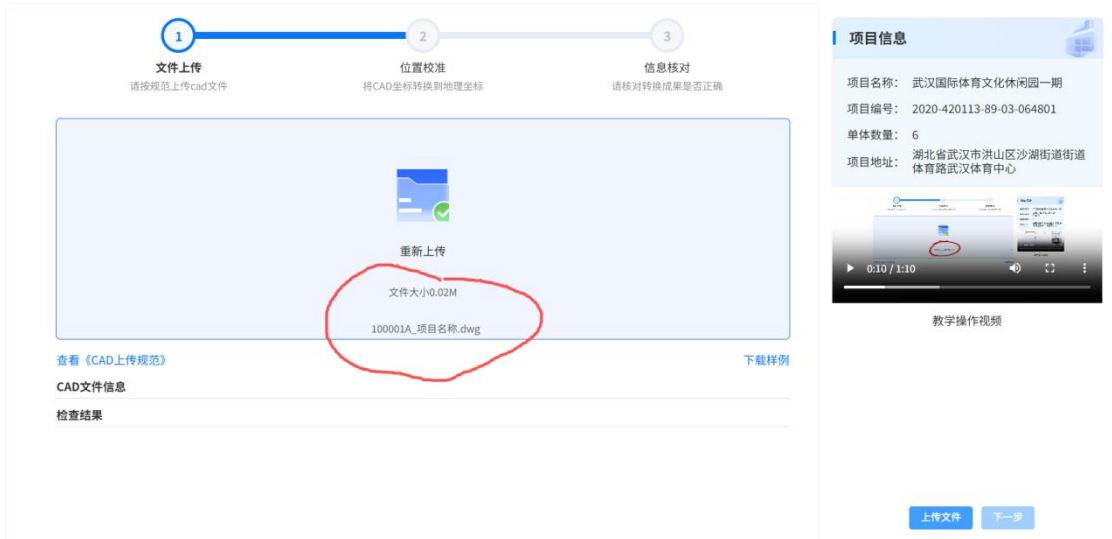 1
2
3
文件上传
位置校准
信息核对
请按规范上传cad文件
将CAD坐标转换到地理坐标
请核对转换成果是否正确
重新上传
文件大小0.02M
100001A_项目名称.dwg
查看《CAD上传规范》
下载样例
CAD文件信息
检查结果
项目信息
项目名称： 武汉国际体育文化休闲园一期
项目编号： 2020-420113-89-03-064801
单体数量： 6
项目地址： 湖北省武汉市洪山区沙湖街道街道
体育路武汉体育中心
0:10 / 1:10
教学操作视频
上传文件
下一步